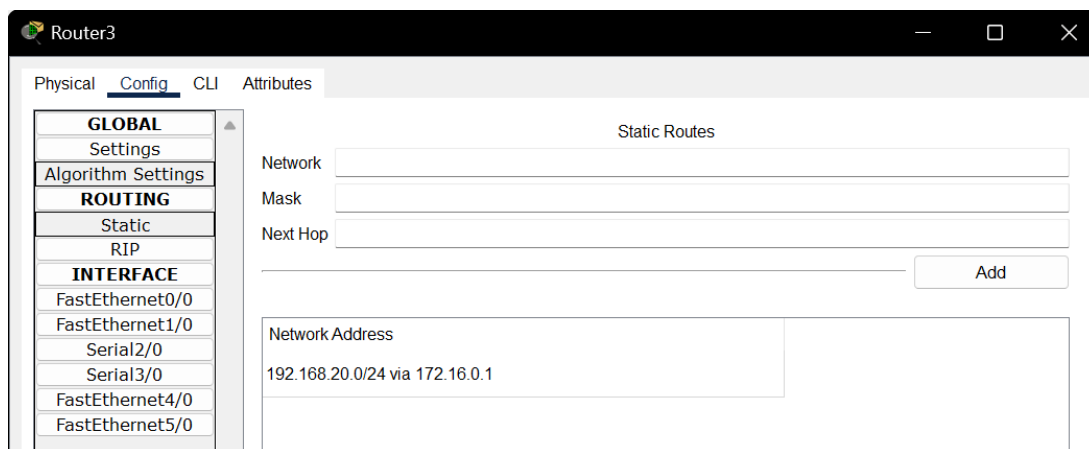 Router3
Physical Config CLI Attributes
GLOBAL
Settings
Algorithm Settings
ROUTING
Static
RIP
INTERFACE
FastEthernet0/0
FastEthernet1/0
Serial2/0
Serial3/0
FastEthernet4/0
FastEthernet5/0
Static Routes
Network
Mask
Next Hop
Add
Network Address
192.168.20.0/24 via 172.16.0.1